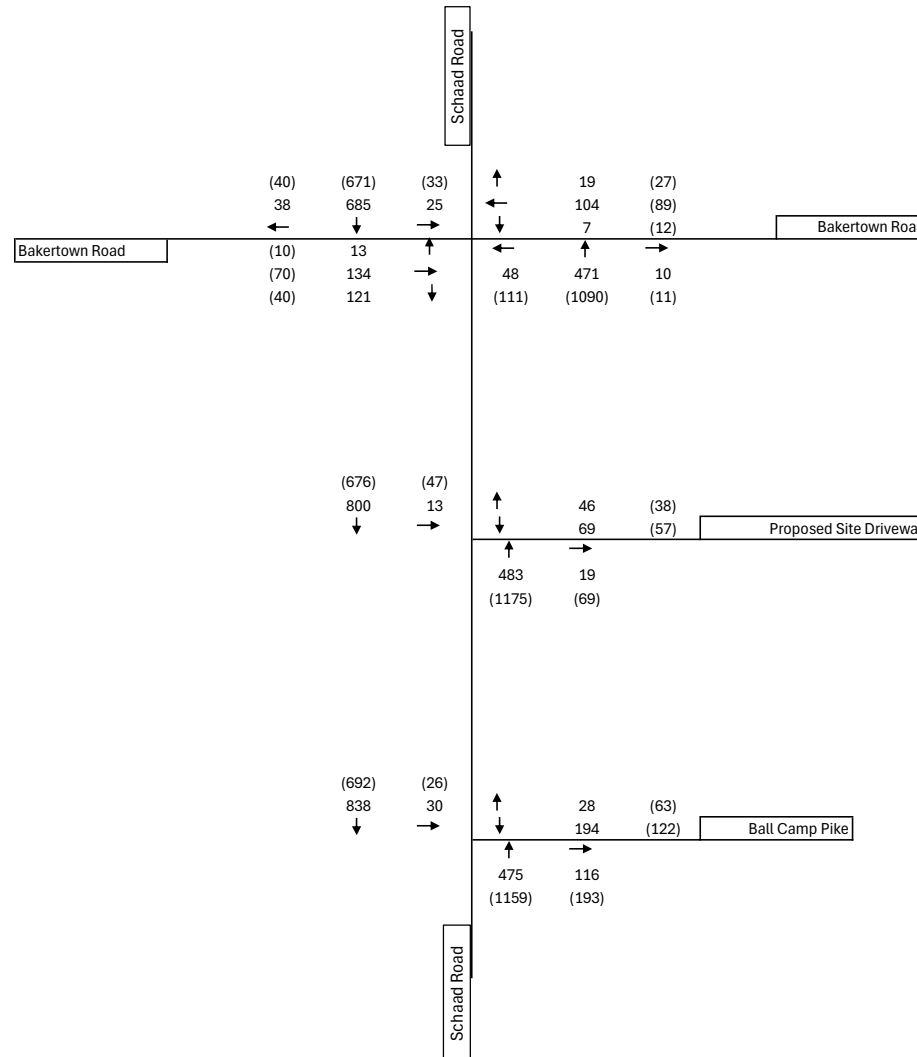 Schaad Road
(40) (671) (33) 19 (27)
38 685 25 104 (89)
7 (12) Bakertown Roa
Bakertown Road (10) 13
(70) 134 48 471 10
(40) 121 (111) (1090) (11)
(676) (47)
800 13 46 (38)
69 (57) Proposed Site Drivewa
483 19
(1175) (69)
(692) (26)
838 30 28 (63)
194 (122) Ball Camp Pike
475 116
(1159) (193)
Schaad Road